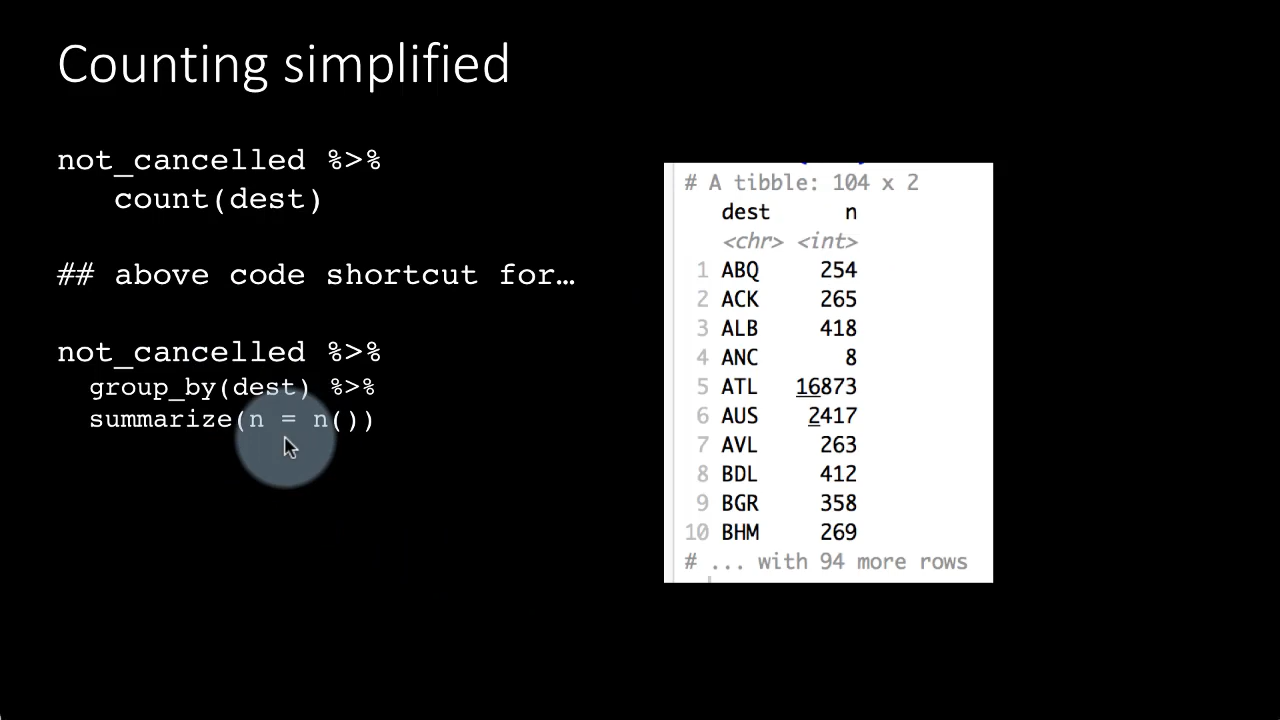 Counting simplified
not_cancelled %>%
count(dest)
## above code shortcut for…
not_cancelled %>%
group_by(dest) %>%
summarize(n = n())
# A tibble: 104 x 2
dest n
<chr> <int>
1 ABQ 254
2 ACK 265
3 ALB 418
4 ANC 8
5 ATL 16873
6 AUS 2417
7 AVL 263
8 BDL 412
9 BGR 358
10 BHM 269
# ... with 94 more rows